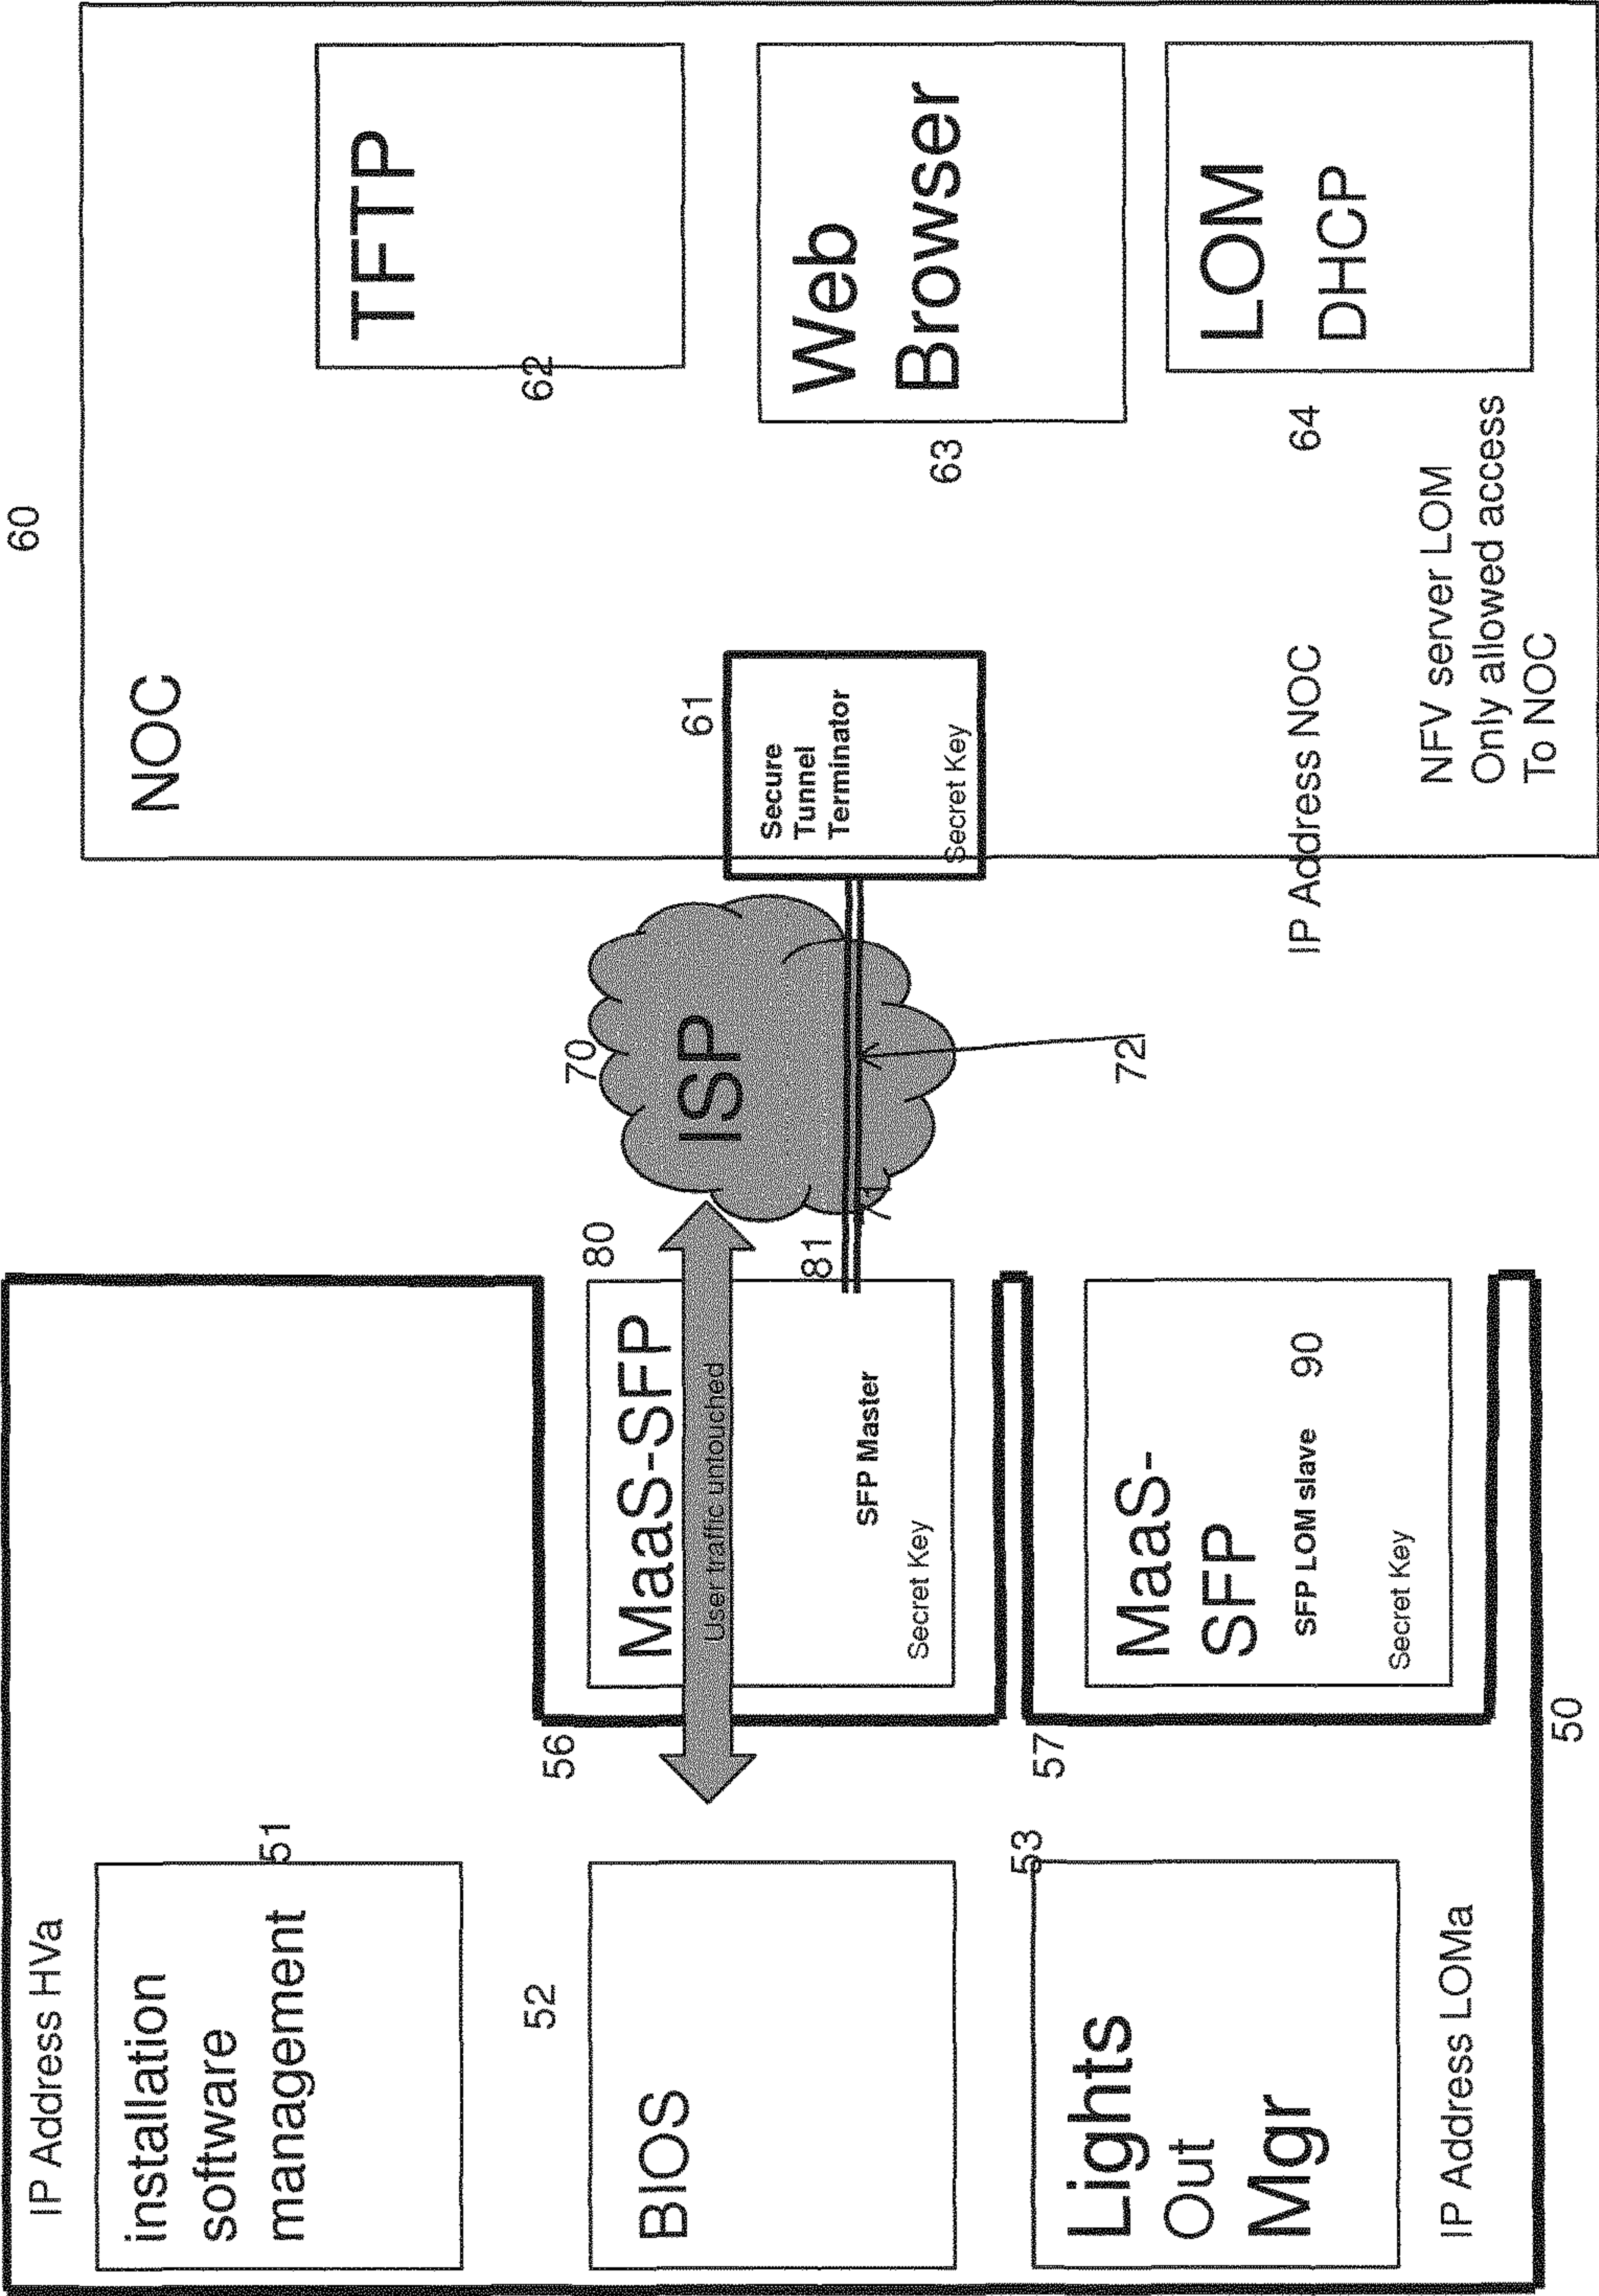 IP Address HVa
installation
software
management
51
52
BIOS
53
Lights
Out
Mgr
IP Address LOMa
50
56
57
80
MaaS-SFP
User traffic untouched
81
SFP Master
Secret Key
MaaS-
SFP
SFP LOM slave
90
Secret Key
70
ISP
71
72
60
NOC
61
Secure
Tunnel
Terminator
Secret Key
TFTP
62
Web
Browser
63
LOM
DHCP
64
IP Address NOC
NFV server LOM
Only allowed access
To NOC